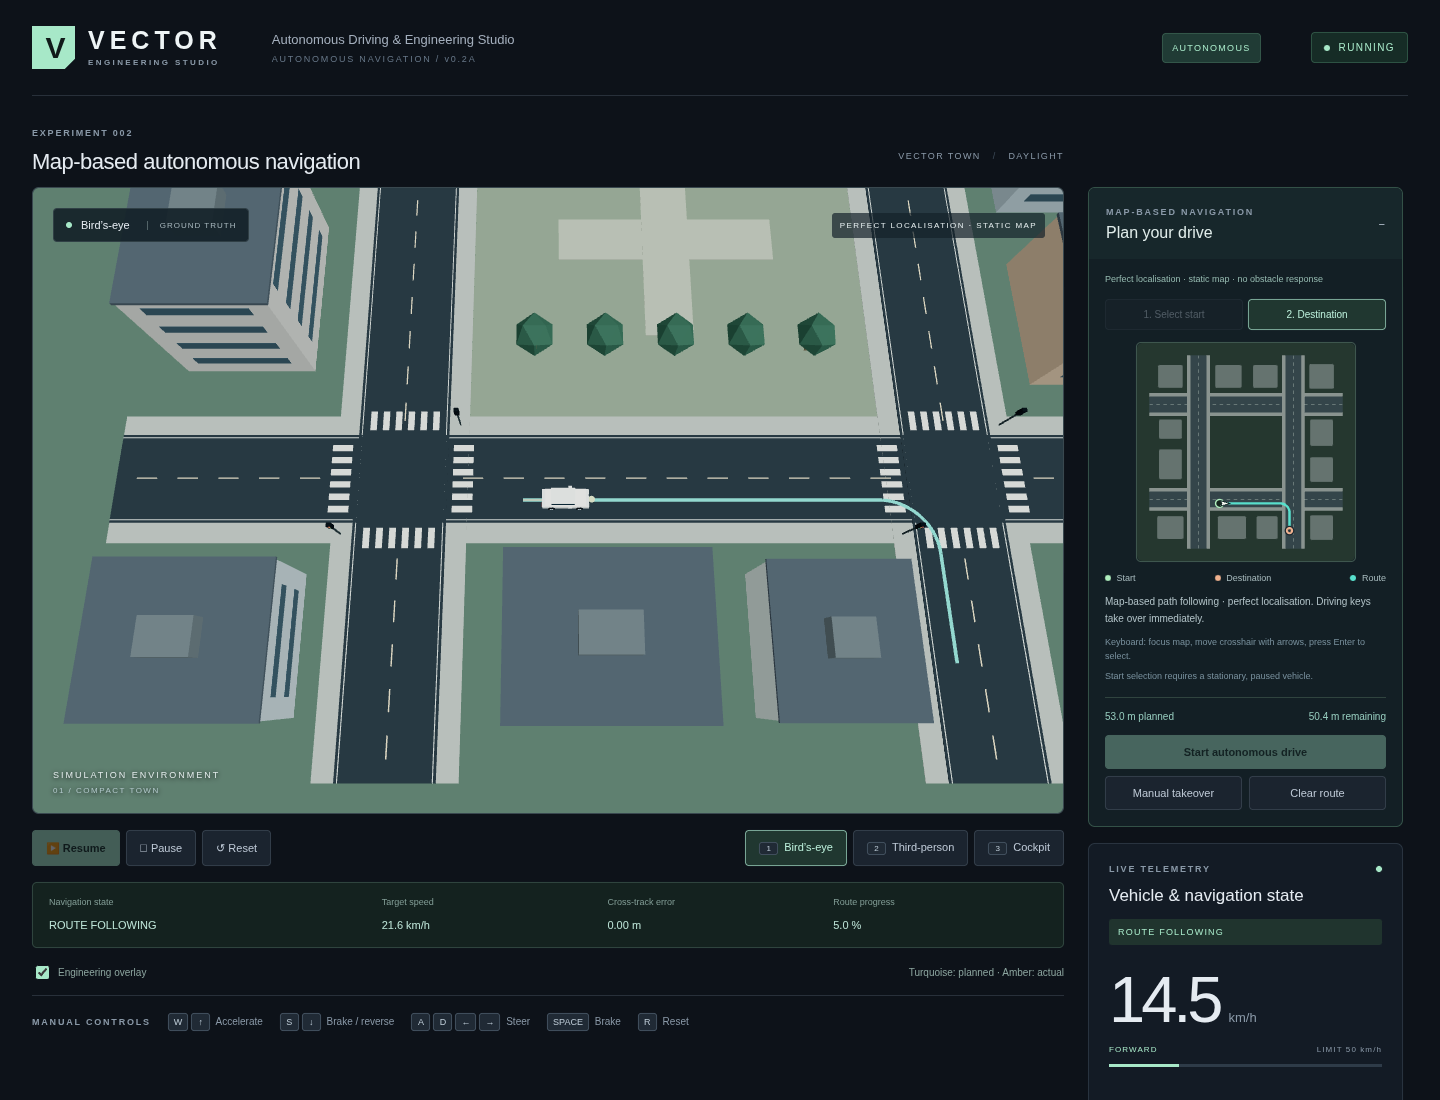 V
VECTOR
ENGINEERING STUDIO
Autonomous Driving & Engineering Studio
AUTONOMOUS NAVIGATION / v0.2A
AUTONOMOUS
RUNNING
EXPERIMENT 002
Map-based autonomous navigation
VECTOR TOWN / DAYLIGHT
Bird's-eye | GROUND TRUTH
PERFECT LOCALISATION · STATIC MAP
SIMULATION ENVIRONMENT
01 / COMPACT TOWN
MAP-BASED NAVIGATION
Plan your drive
–
Perfect localisation · static map · no obstacle response
1. Select start
2. Destination
Start
Destination
Route
Map-based path following · perfect localisation. Driving keys
take over immediately.
Keyboard: focus map, move crosshair with arrows, press Enter to
select.
Start selection requires a stationary, paused vehicle.
53.0 m planned
50.4 m remaining
Start autonomous drive
Manual takeover
Clear route
Resume
Pause
↺ Reset
1 Bird's-eye
2 Third-person
3 Cockpit
Navigation state
ROUTE FOLLOWING
Target speed
21.6 km/h
Cross-track error
0.00 m
Route progress
5.0 %
Engineering overlay
Turquoise: planned · Amber: actual
MANUAL CONTROLS
W ↑ Accelerate
S ↓ Brake / reverse
A D ← → Steer
SPACE Brake
R Reset
LIVE TELEMETRY
Vehicle & navigation state
ROUTE FOLLOWING
14.5 km/h
FORWARD
LIMIT 50 km/h